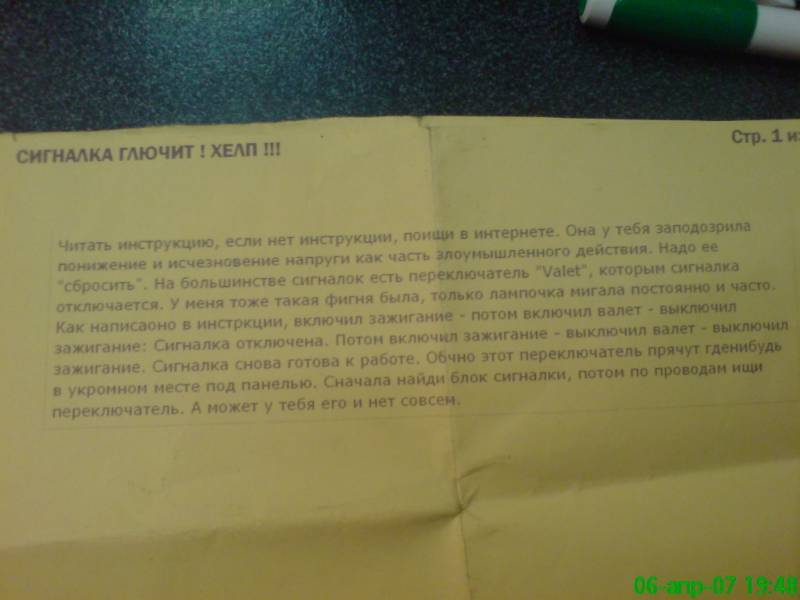 СИГНАЛКА ГЛЮЧИТ ! ХЕЛП !!!
Стр. 1 из
Читать инструкцию, если нет инструкции, поищи в интернете. Она у тебя заподозрила
понижение и исчезновение напруги как часть злоумышленного действия. Надо ее
"сбросить". На большинстве сигналок есть переключатель "Valet", которым сигналка
отключается. У меня тоже такая фигня была, только лампочка мигала постоянно и часто.
Как написаоно в инстркции, включил зажигание - потом включил валет - выключил
зажигание: Сигналка отключена. Потом включил зажигание - выключил валет - выключил
зажигание. Сигналка снова готова к работе. Обчно этот переключатель прячут гденибудь
в укромном месте под панелью. Сначала найди блок сигналки, потом по проводам ищи
переключатель. А может у тебя его и нет совсем.
06-апр-07 19:48